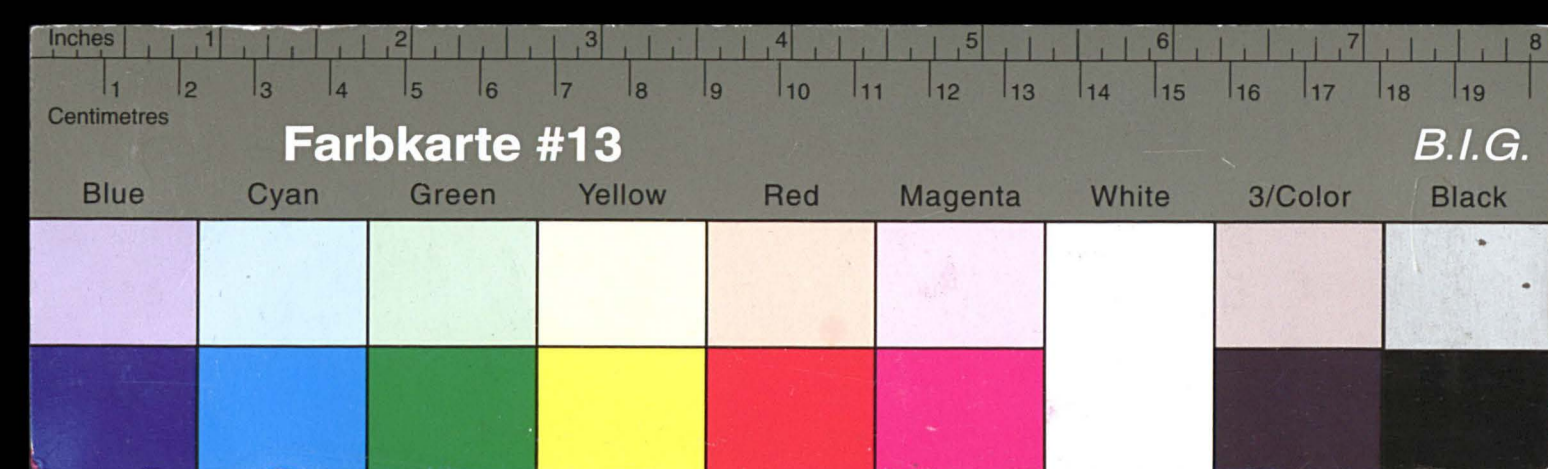 Inches 1 2 3 4 5 6 7 8
1 2 3 4 5 6 7 8 9 10 11 12 13 14 15 16 17 18 19
Centimetres
Farbkarte #13 B.I.G.
Blue Cyan Green Yellow Red Magenta White 3/Color Black